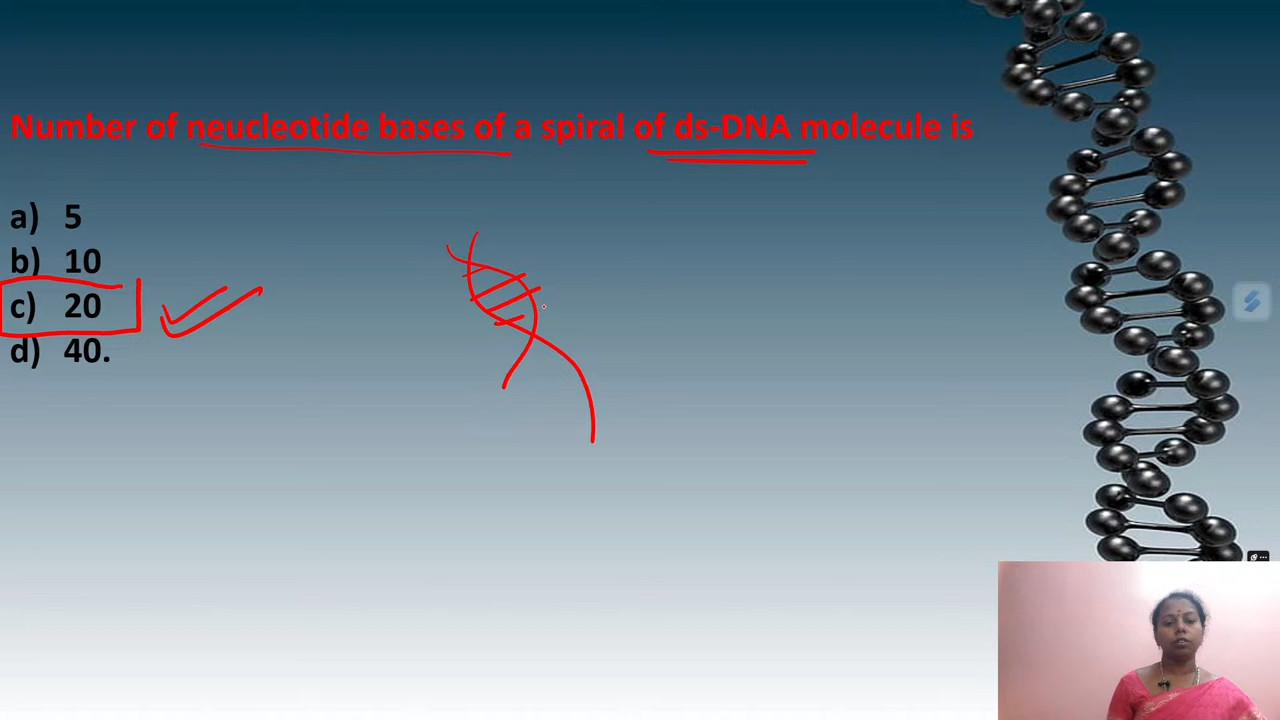 Number of neucleotide bases of a spiral of ds-DNA molecule is
a) 5
b) 10
c) 20
d) 40.